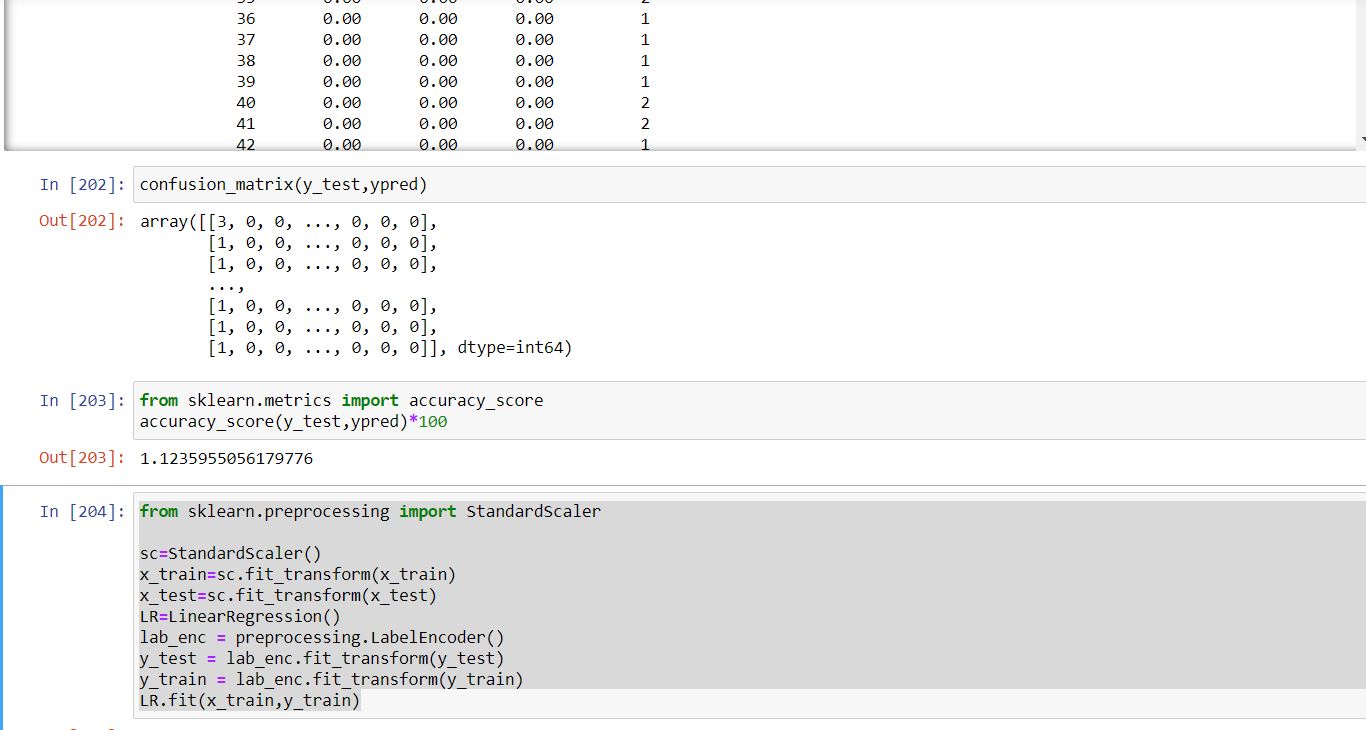 36 0.00 0.00 0.00 1
37 0.00 0.00 0.00 1
38 0.00 0.00 0.00 1
39 0.00 0.00 0.00 1
40 0.00 0.00 0.00 2
41 0.00 0.00 0.00 2
42 0.00 0.00 0.00 1
In [202]: confusion_matrix(y_test,ypred)
Out[202]: array([[3, 0, 0, ..., 0, 0, 0],
[1, 0, 0, ..., 0, 0, 0],
[1, 0, 0, ..., 0, 0, 0],
...,
[1, 0, 0, ..., 0, 0, 0],
[1, 0, 0, ..., 0, 0, 0],
[1, 0, 0, ..., 0, 0, 0]], dtype=int64)
In [203]: from sklearn.metrics import accuracy_score
accuracy_score(y_test,ypred)*100
Out[203]: 1.1235955056179776
In [204]: from sklearn.preprocessing import StandardScaler
sc=StandardScaler()
x_train=sc.fit_transform(x_train)
x_test=sc.fit_transform(x_test)
LR=LinearRegression()
lab_enc = preprocessing.LabelEncoder()
y_test = lab_enc.fit_transform(y_test)
y_train = lab_enc.fit_transform(y_train)
LR.fit(x_train,y_train)